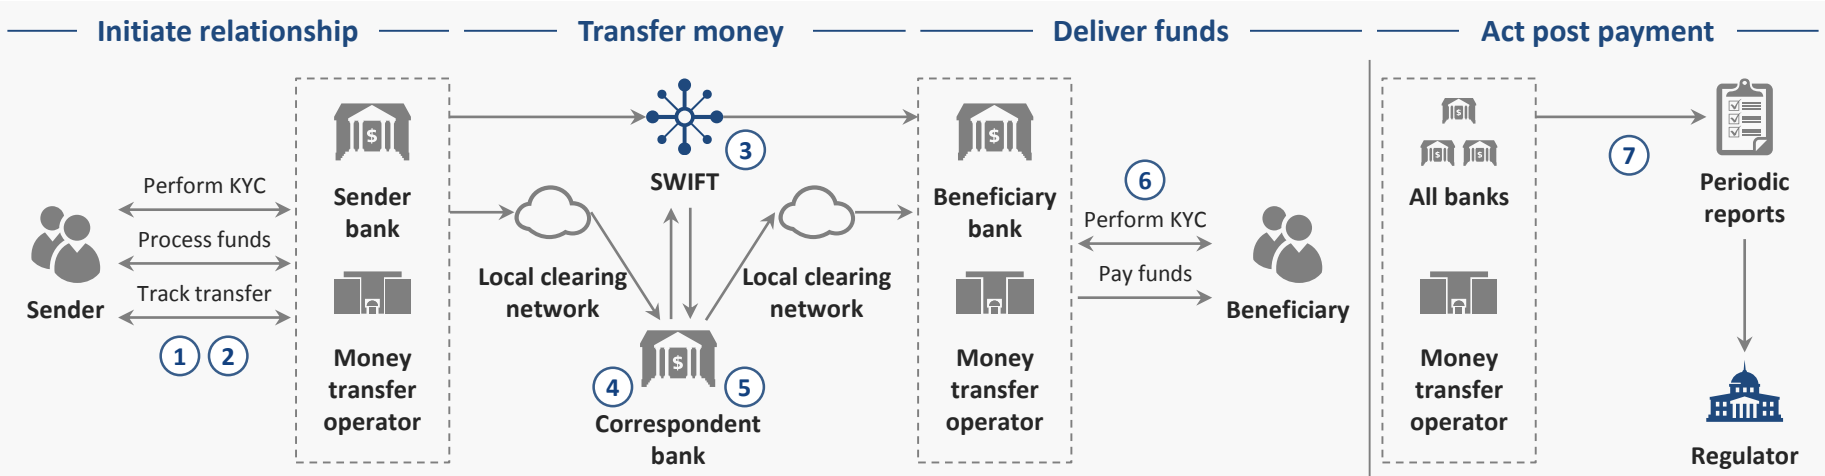 Initiate relationship
Transfer money
Deliver funds
Act post payment
Perform KYC
Process funds
Track transfer
Sender
1
2
$
Sender
bank
Money
transfer
operator
SWIFT
3
Local clearing
network
Local clearing
network
$
4
5
Correspondent
bank
$
Beneficiary
bank
Money
transfer
operator
6
Perform KYC
Pay funds
Beneficiary
$
$
$
All banks
Money
transfer
operator
7
Periodic
reports
Regulator